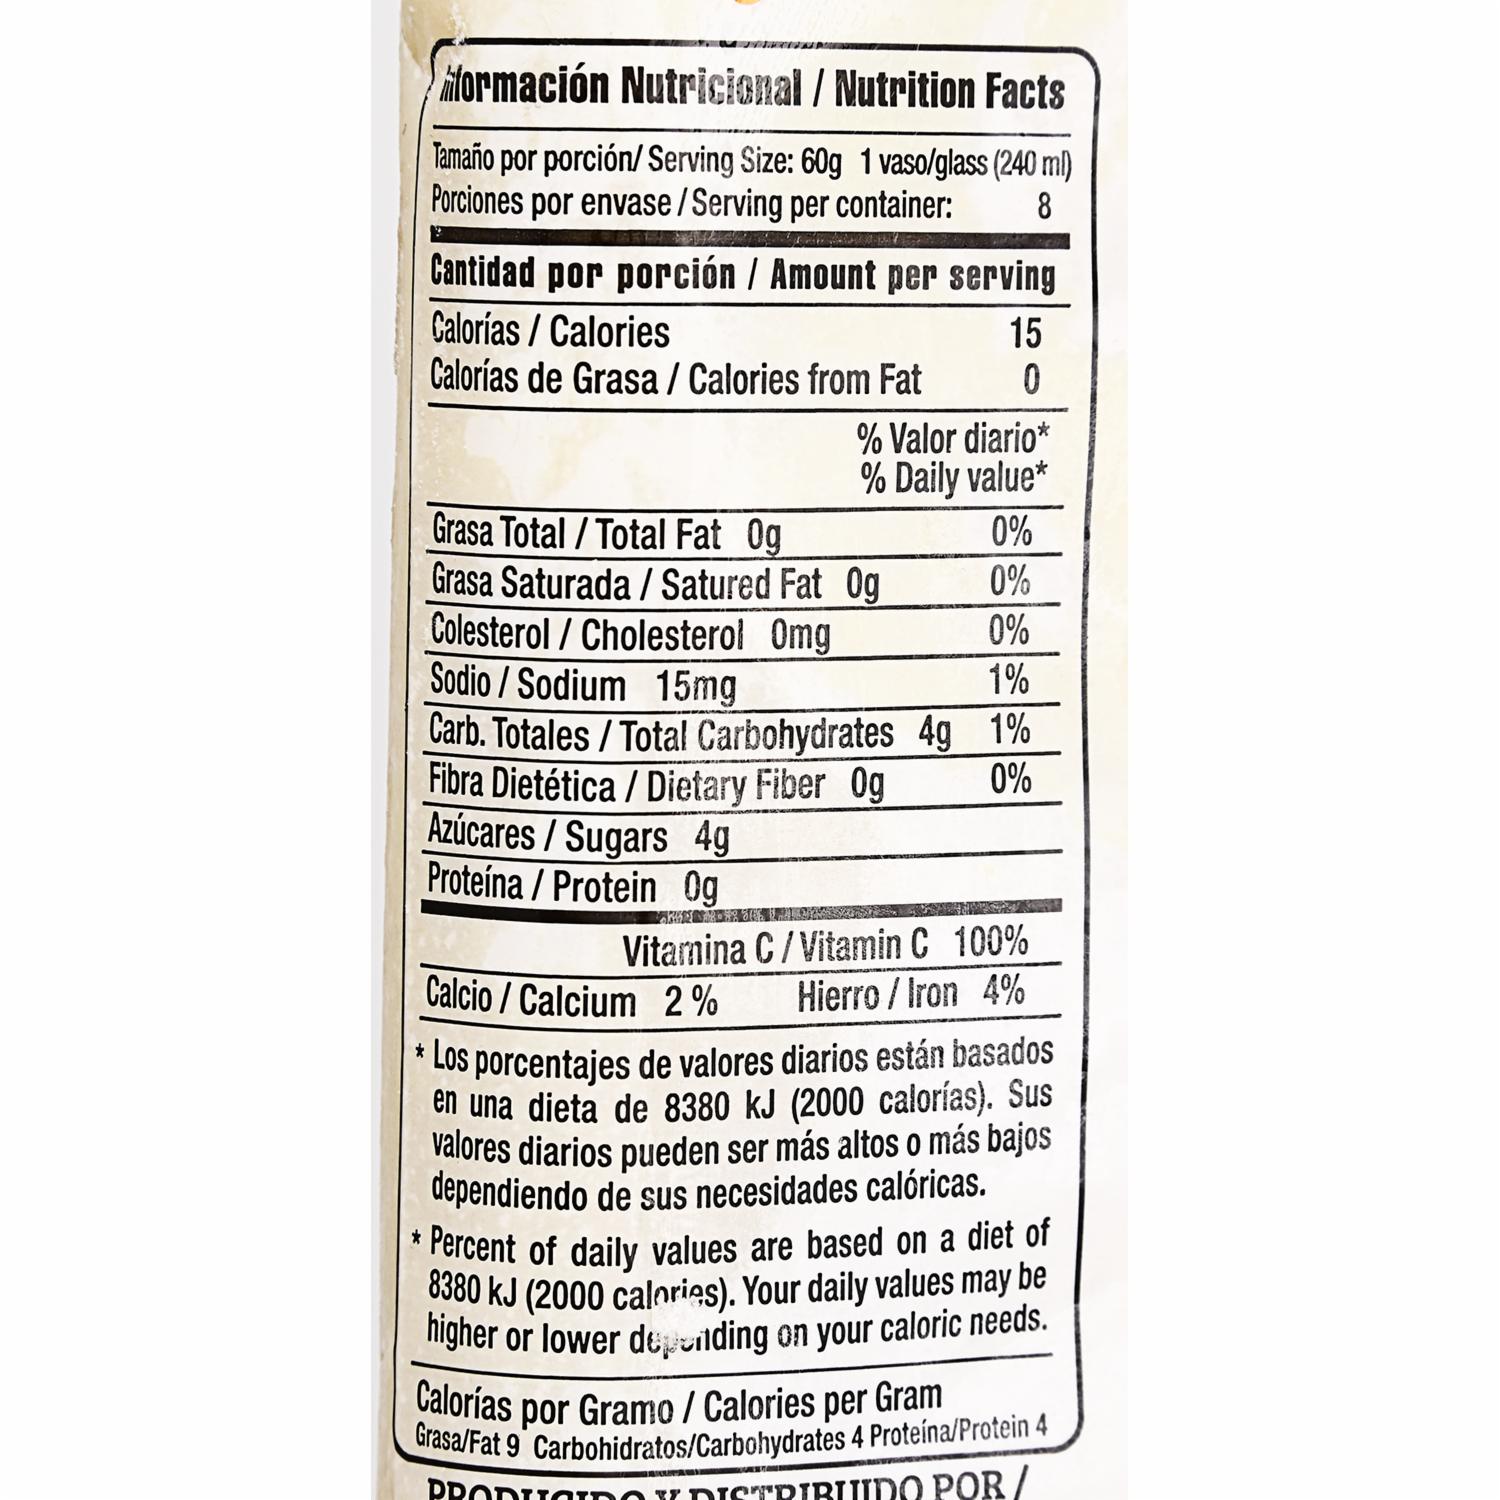 Información Nutricional / Nutrition Facts
Tamaño por porción/ Serving Size: 60g 1 vaso/glass (240 ml)
Porciones por envase / Serving per container: 8
Cantidad por porción / Amount per serving
Calorías / Calories 15
Calorías de Grasa / Calories from Fat 0
% Valor diario*
% Daily value*
Grasa Total / Total Fat 0g 0%
Grasa Saturada / Satured Fat 0g 0%
Colesterol / Cholesterol 0mg 0%
Sodio / Sodium 15mg 1%
Carb. Totales / Total Carbohydrates 4g 1%
Fibra Dietética / Dietary Fiber 0g 0%
Azúcares / Sugars 4g
Proteína / Protein 0g
Vitamina C / Vitamin C 100%
Calcio / Calcium 2 % Hierro / Iron 4%
* Los porcentajes de valores diarios están basados
en una dieta de 8380 kJ (2000 calorías). Sus
valores diarios pueden ser más altos o más bajos
dependiendo de sus necesidades calóricas.
* Percent of daily values are based on a diet of
8380 kJ (2000 calories). Your daily values may be
higher or lower depending on your caloric needs.
Calorías por Gramo / Calories per Gram
Grasa/Fat 9 Carbohidratos/Carbohydrates 4 Proteína/Protein 4
PRODUCIDO Y DISTRIBUIDO POR /